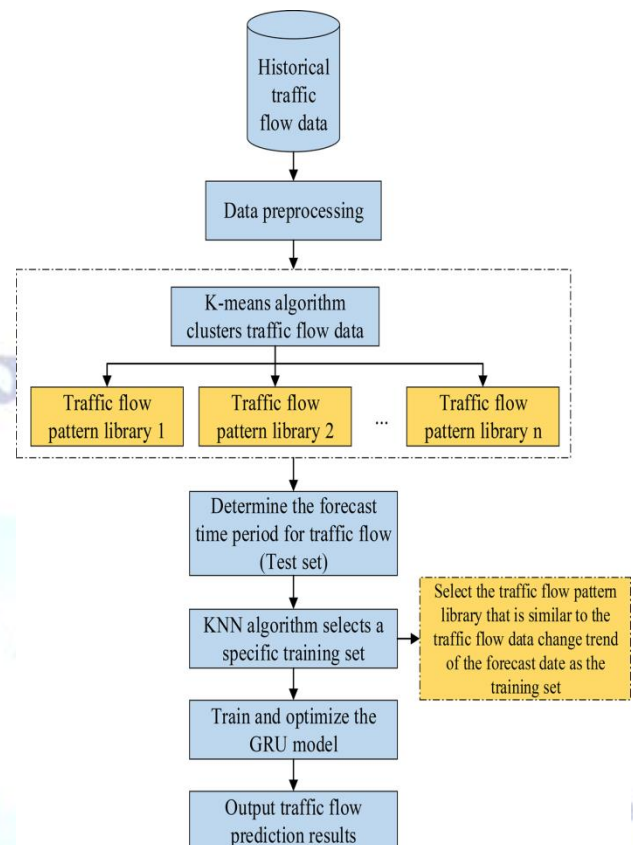 Historical
traffic
flow data
Data preprocessing
K-means algorithm
clusters traffic flow data
Traffic flow
pattern library 1
Traffic flow
pattern library 2
...
Traffic flow
pattern library n
Determine the forecast
time period for traffic flow
(Test set)
KNN algorithm selects a
specific training set
Select the traffic flow pattern
library that is similar to the
traffic flow data change trend
of the forecast date as the
training set
Train and optimize the
GRU model
Output traffic flow
prediction results